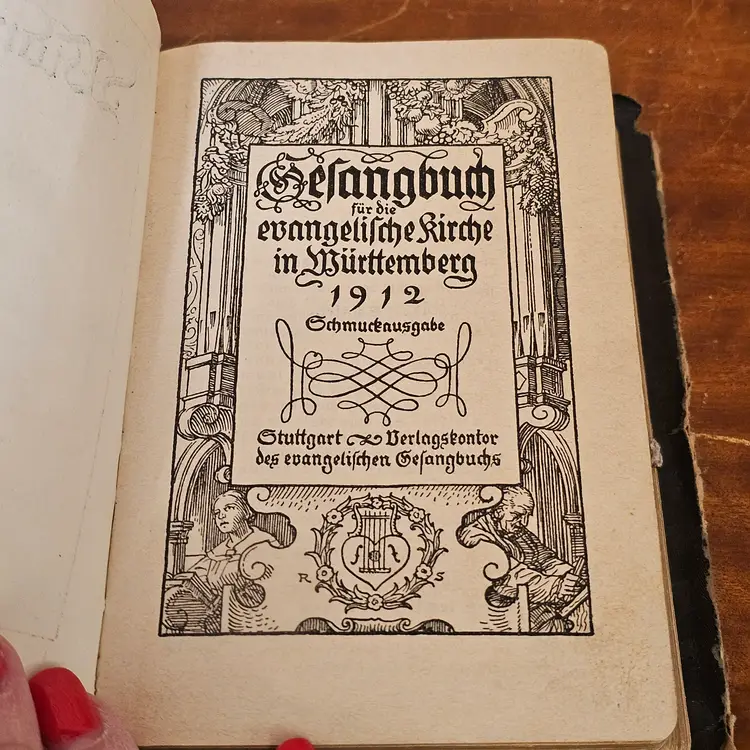 Gesangbuch
für die
evangelische Kirche
in Württemberg
1912
Schmuckausgabe
Stuttgart Verlagskontor
des evangelischen Gesangbuchs
R S